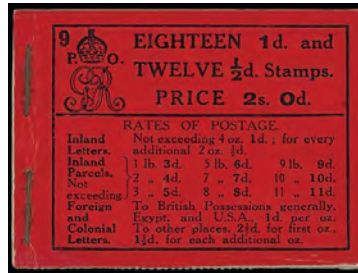 9
P. O.
EIGHTEEN 1d. and
TWELVE ½d. Stamps.
PRICE 2s. 0d.
RATES OF POSTAGE.
Inland Not exceeding 4 oz. 1d. ; for every
Letters. additional 2 oz. ½d.
Inland 1 lb. 3d. 5 lb. 6d. 9 lb. 9d.
Parcels, 2 „ 4d. 7 „ 7d. 10 „ 10d.
Not
exceeding 3 „ 5d. 8 „ 8d. 11 „ 11d.
Foreign To British Possessions generally,
and Egypt, and U.S.A., 1d. per oz.
Colonial To other places, 2½d. for first oz.,
Letters. 1½d. for each additional oz.